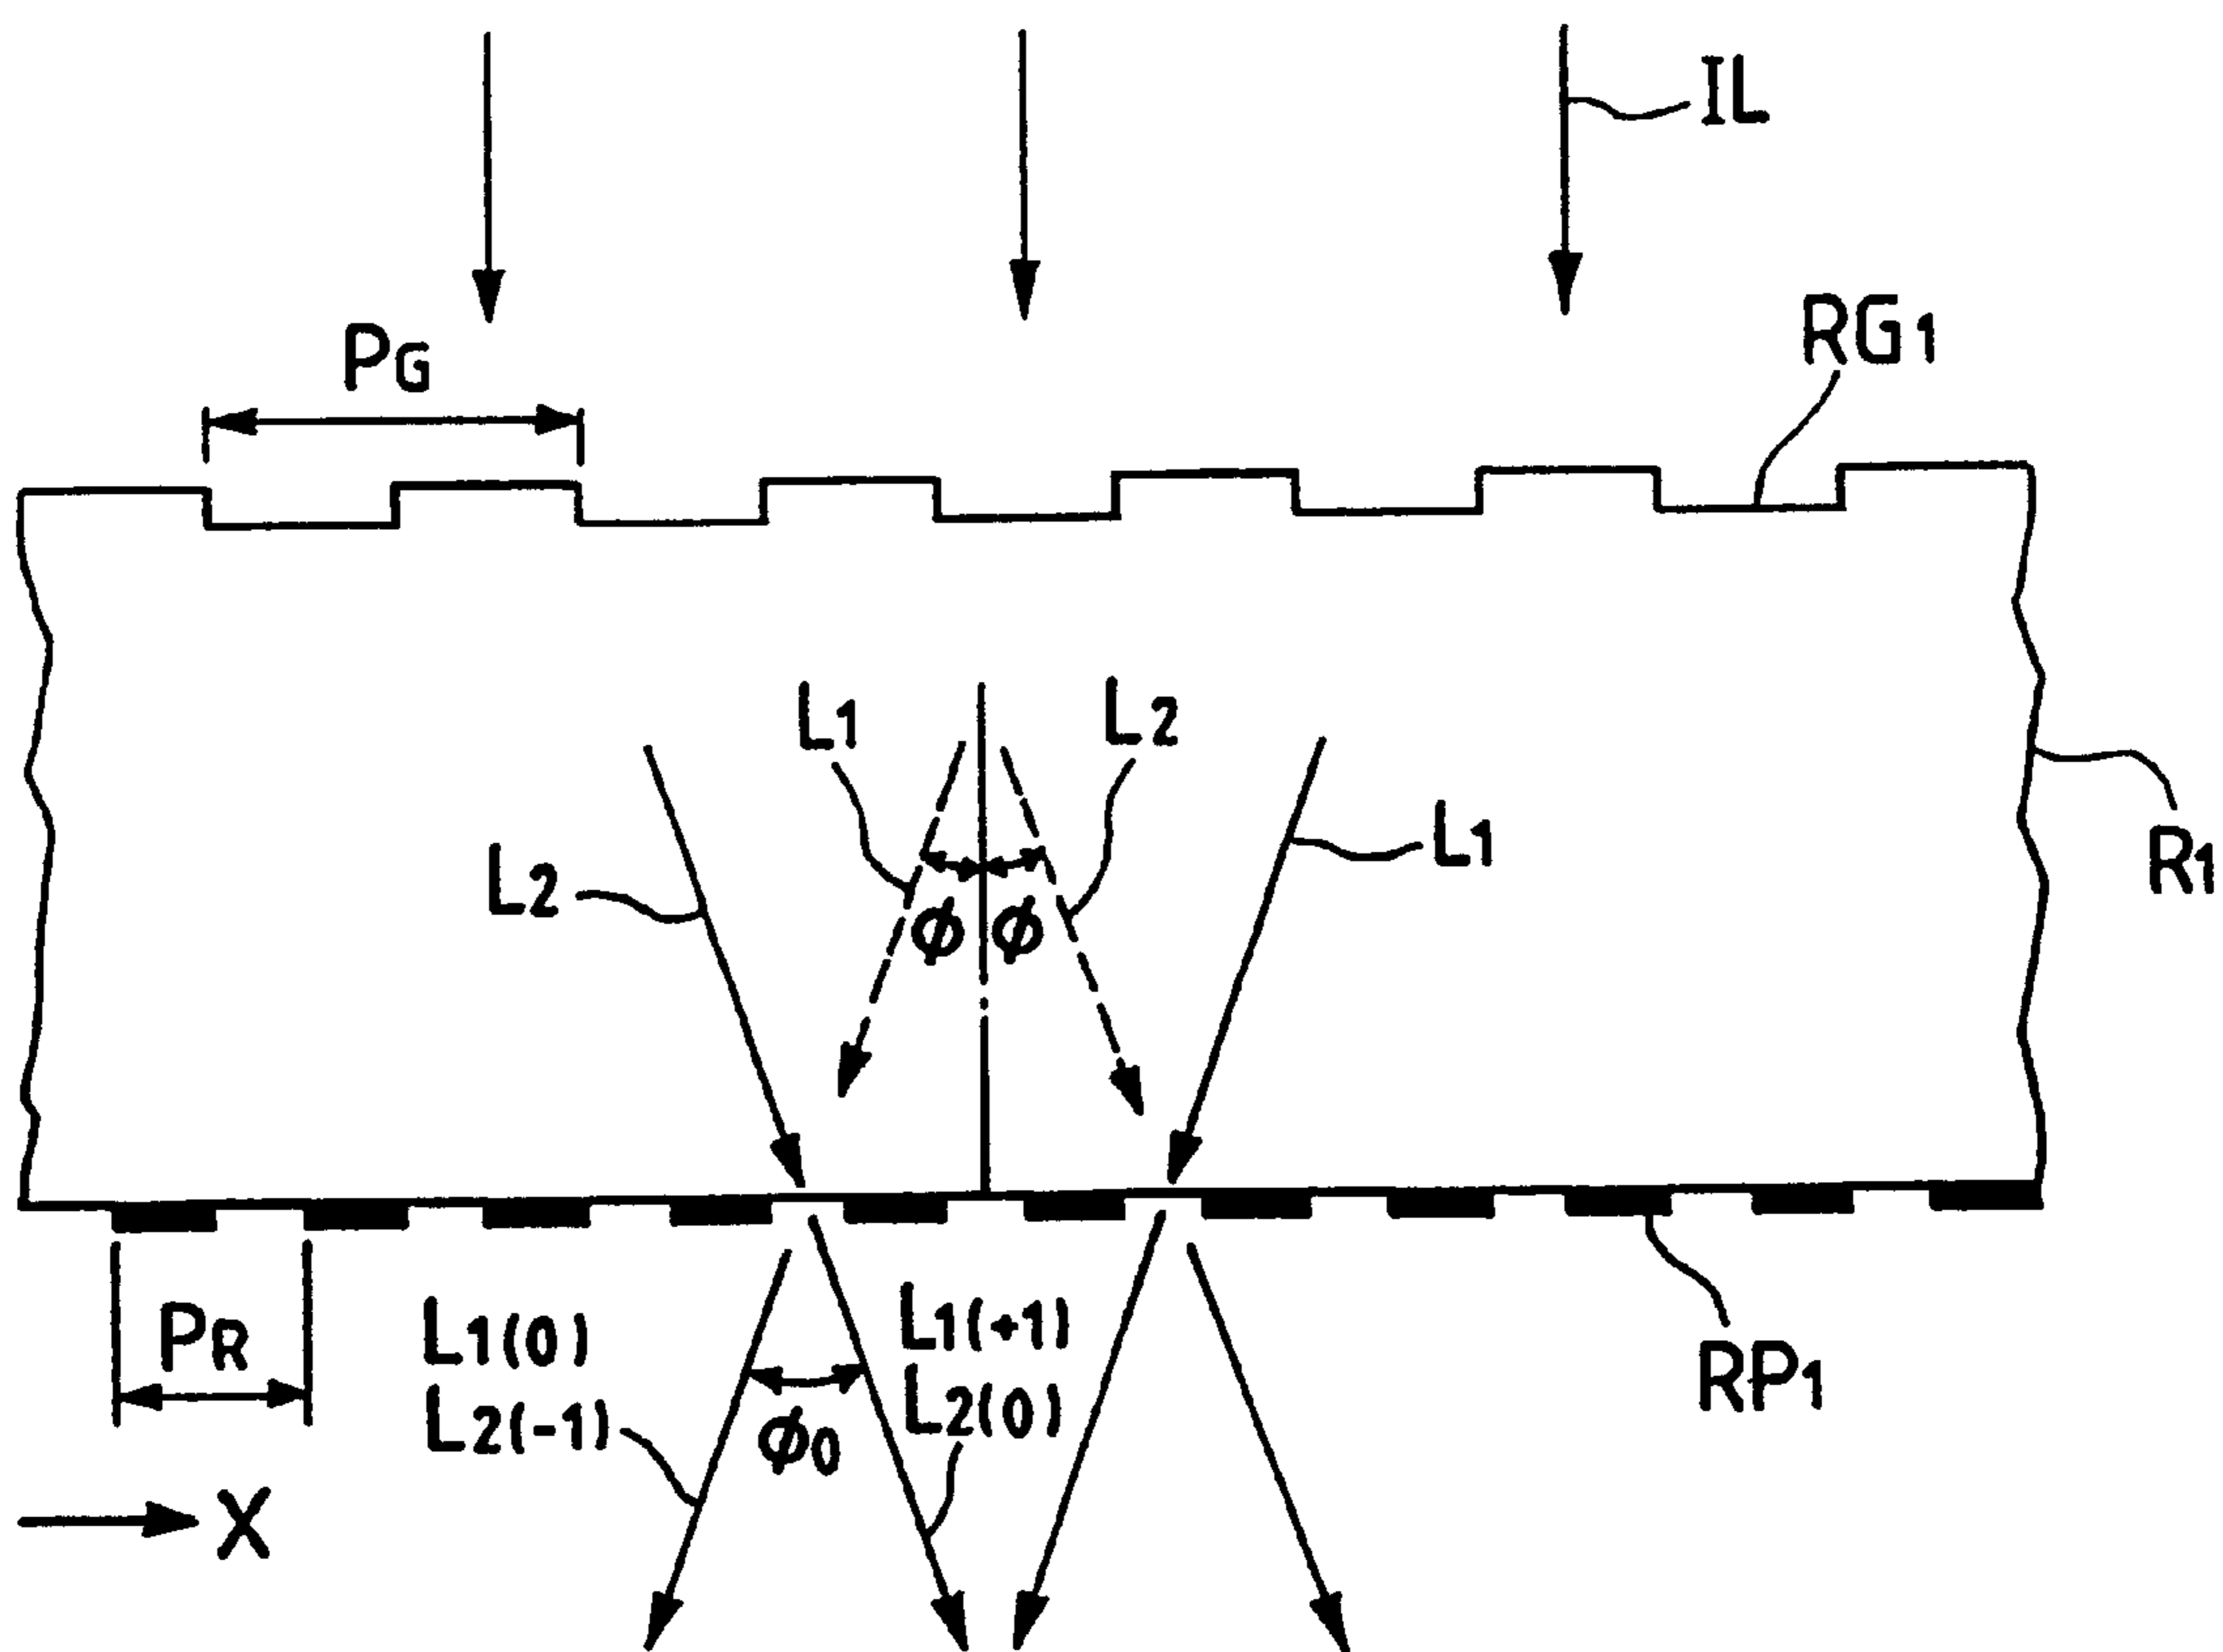 IL
RG1
PG
L1
L2
L2
L1
R1
ϕ ϕ
PR
L1(0)
L2(-1)
ϕ0
L1(+1)
L2(0)
RP1
X